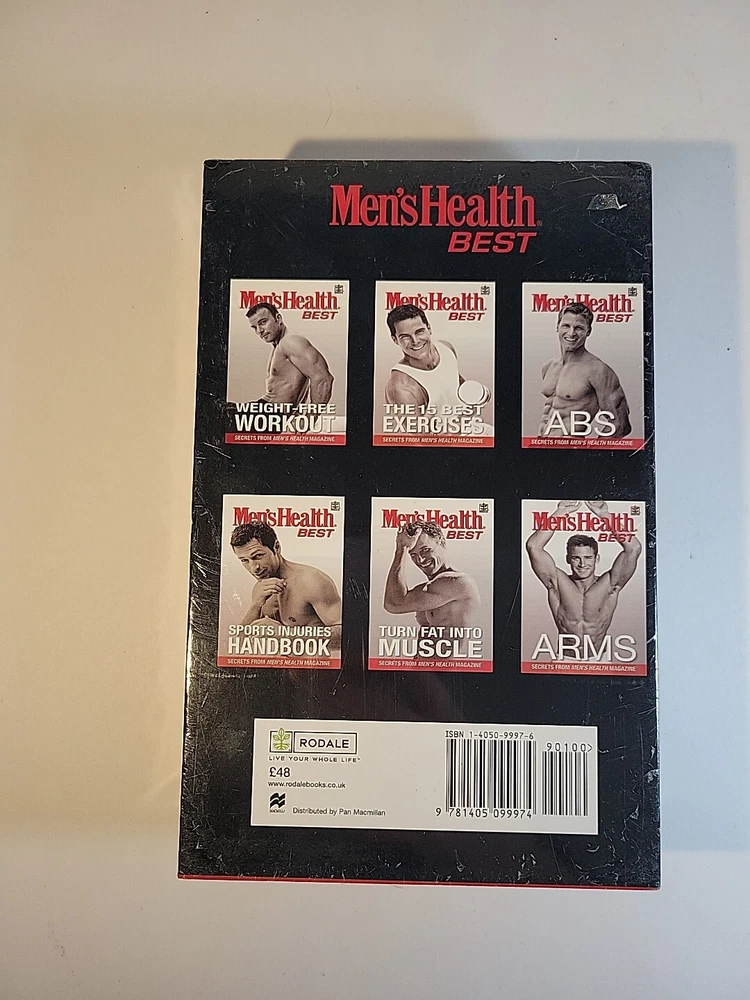 Men'sHealth
BEST
Men'sHealth
BEST
WEIGHT-FREE
WORKOUT
SECRETS FROM MEN'S HEALTH MAGAZINE
Men'sHealth
BEST
THE 15 BEST
EXERCISES
SECRETS FROM MEN'S HEALTH MAGAZINE
Men'sHealth
BEST
ABS
SECRETS FROM MEN'S HEALTH MAGAZINE
Men'sHealth
BEST
SPORTS INJURIES
HANDBOOK
SECRETS FROM MEN'S HEALTH MAGAZINE
Men'sHealth
BEST
TURN FAT INTO
MUSCLE
SECRETS FROM MEN'S HEALTH MAGAZINE
Men'sHealth
BEST
ARMS
SECRETS FROM MEN'S HEALTH MAGAZINE
RODALE
LIVE YOUR WHOLE LIFE™
£48
www.rodalebooks.co.uk
MACMILLAN Distributed by Pan Macmillan
ISBN 1-4050-9997-6
90100>
9 781405 099974